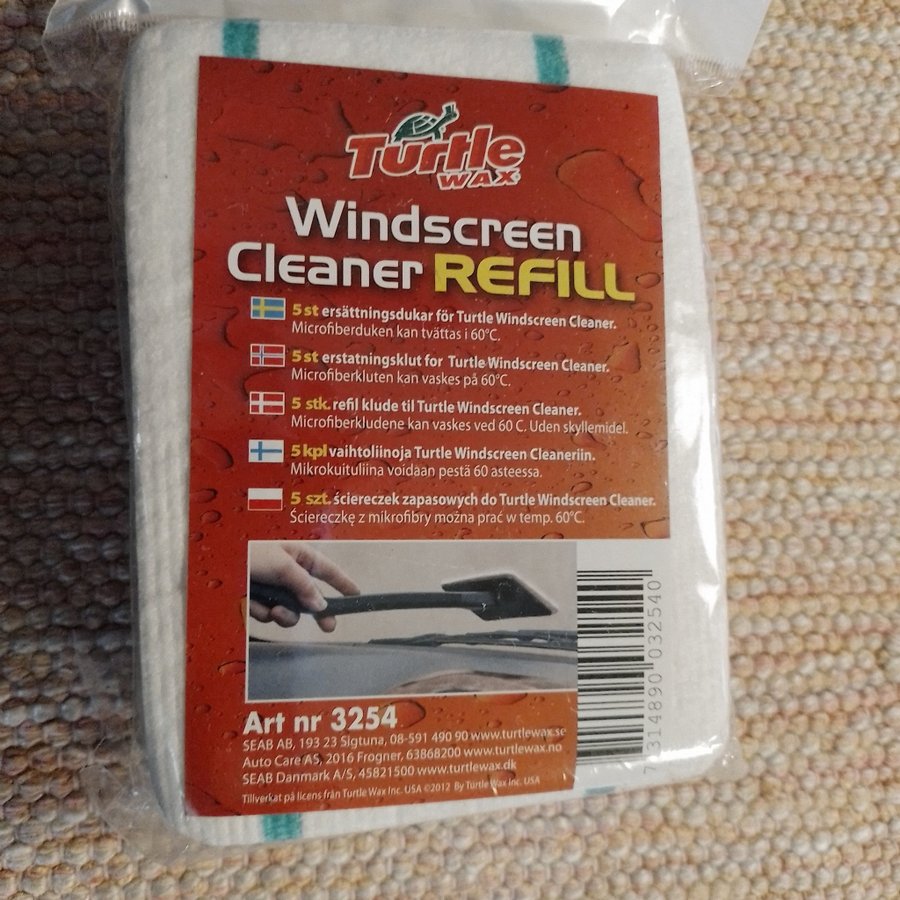 Turtle
WAX
Windscreen
Cleaner REFILL
5 st ersättningsdukar för Turtle Windscreen Cleaner.
Microfiberduken kan tvättas i 60°C.
5 st erstatningsklut for Turtle Windscreen Cleaner.
Microfiberkluten kan vaskes på 60°C.
5 stk. refil klude til Turtle Windscreen Cleaner.
Microfiberkludene kan vaskes ved 60 C. Uden skyllemidel.
5 kpl vaihtoliinoja Turtle Windscreen Cleaneriin.
Mikrokuituliina voidaan pestä 60 asteessa.
5 szt. ściereczek zapasowych do Turtle Windscreen Cleaner.
Ściereczkę z mikrofibry można prać w temp. 60°C.
7 314890 032540
Art nr 3254
SEAB AB, 193 23 Sigtuna, 08-591 490 90 www.turtlewax.se
Auto Care AS, 2016 Frogner, 63868200 www.turtlewax.no
SEAB Danmark A/S, 45821500 www.turtlewax.dk
Tillverkat på licens från Turtle Wax Inc. USA ©2012 By Turtle Wax Inc. USA